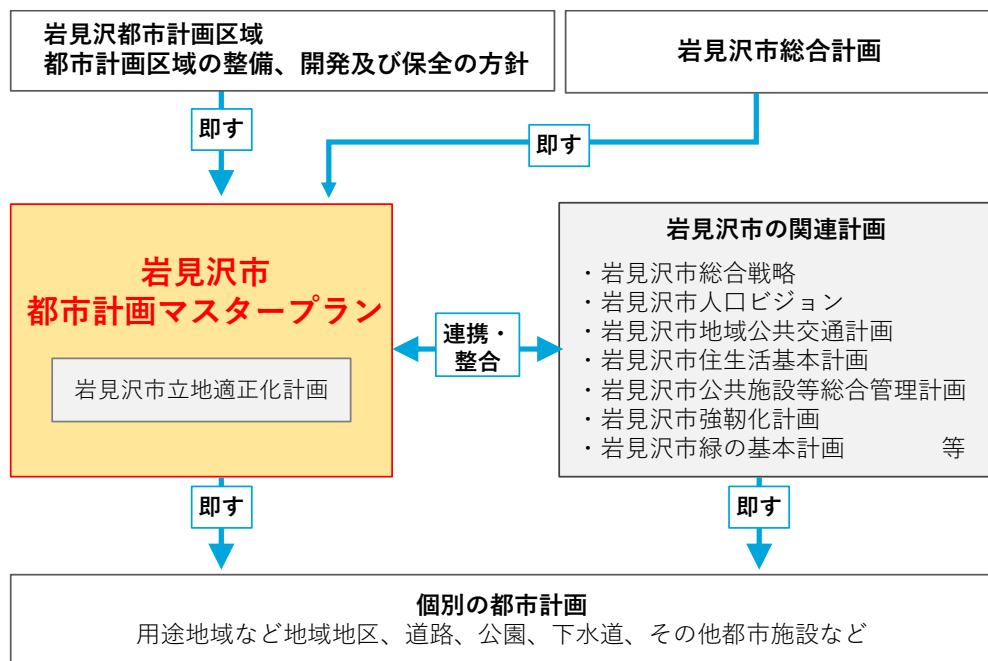 岩見沢都市計画区域
都市計画区域の整備、開発及び保全の方針
岩見沢市総合計画
即す
即す
岩見沢市
都市計画マスタープラン
岩見沢市立地適正化計画
連携・
整合
岩見沢市の関連計画
・岩見沢市総合戦略
・岩見沢市人口ビジョン
・岩見沢市地域公共交通計画
・岩見沢市住生活基本計画
・岩見沢市公共施設等総合管理計画
・岩見沢市強靭化計画
・岩見沢市緑の基本計画　　　　等
即す
即す
個別の都市計画
用途地域など地域地区、道路、公園、下水道、その他都市施設など